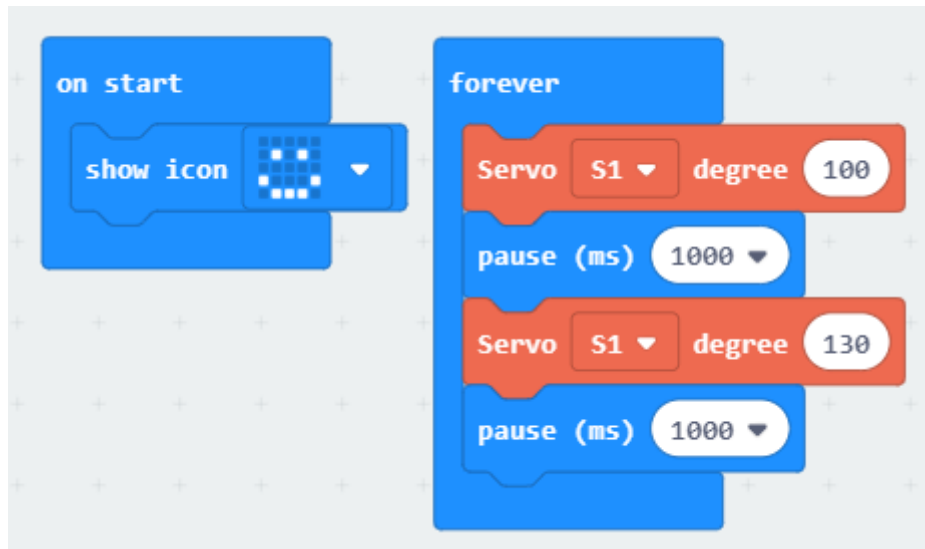 on start
show icon
forever
Servo S1 degree 100
pause (ms) 1000
Servo S1 degree 130
pause (ms) 1000